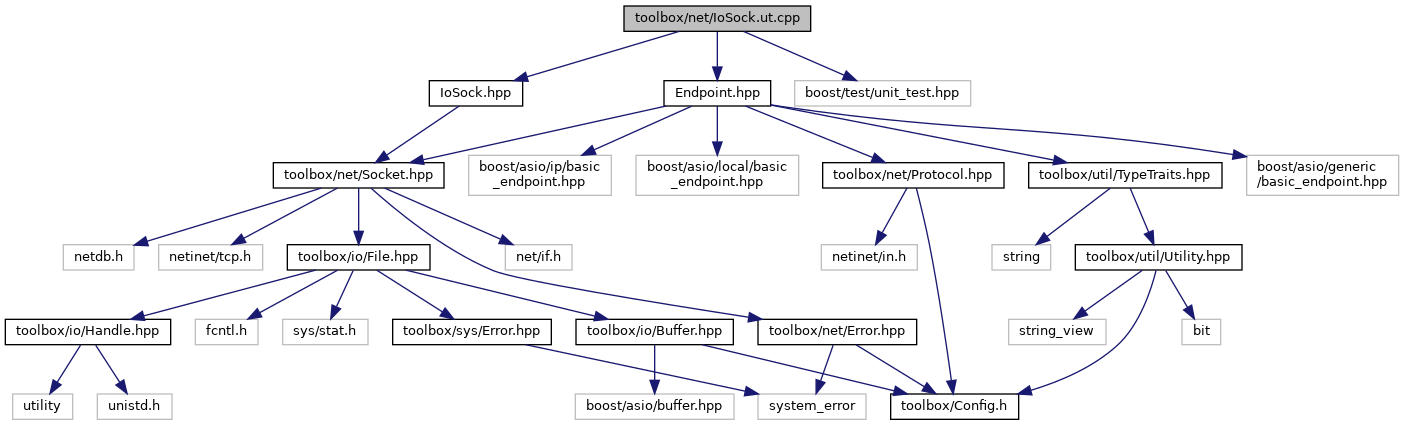 toolbox/net/IoSock.ut.cpp
IoSock.hpp
Endpoint.hpp
boost/test/unit_test.hpp
toolbox/net/Socket.hpp
boost/asio/ip/basic
_endpoint.hpp
boost/asio/local/basic
_endpoint.hpp
toolbox/net/Protocol.hpp
toolbox/util/TypeTraits.hpp
boost/asio/generic
/basic_endpoint.hpp
netdb.h
netinet/tcp.h
toolbox/io/File.hpp
net/if.h
netinet/in.h
string
toolbox/util/Utility.hpp
toolbox/io/Handle.hpp
fcntl.h
sys/stat.h
toolbox/sys/Error.hpp
toolbox/io/Buffer.hpp
toolbox/net/Error.hpp
string_view
bit
utility
unistd.h
boost/asio/buffer.hpp
system_error
toolbox/Config.h